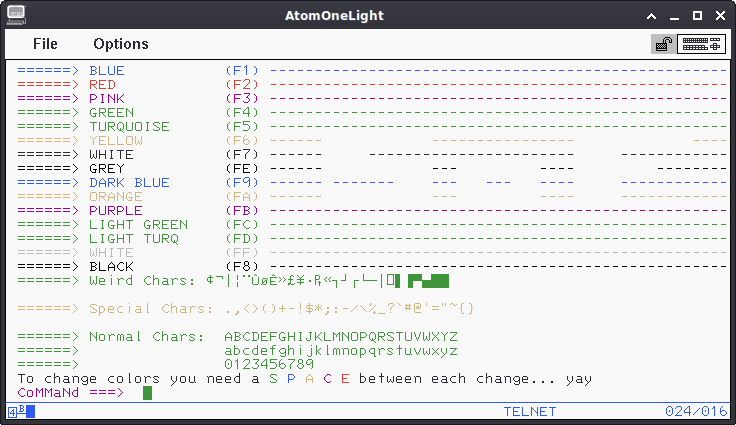 AtomOneLight
File Options
======> BLUE (F1) ----------------------------------------------------------
======> RED (F2) ----------------------------------------------------------
======> PINK (F3) ----------------------------------------------------------
======> GREEN (F4) ----------------------------------------------------------
======> TURQUOISE (F5) ----------------------------------------------------------
======> YELLOW (F6) ------              ------------------               ----
======> WHITE (F7) ------      ----------------------      --------------
======> GREY (FE) ------              ---       ---------      ----------
======> DARK BLUE (F9) ------ --------    ---    ---   -------    --------------
======> ORANGE (FA) ------              ---       ---------      ----------
======> PURPLE (FB) ----------------------------------------------------------
======> LIGHT GREEN (FC) ----------------------------------------------------------
======> LIGHT TURQ (FD) ----------------------------------------------------------
======> WHITE (FF) ----------------------------------------------------------
======> BLACK (F8) ----------------------------------------------------------
======> Weird Chars: ¢¬│¦¨ÙøÊ»£¥·₧«┐┘┌└─│
======> Special Chars: .,<>()+-!$*;:-/\%_?`#@'="~{}
======> Normal Chars: ABCDEFGHIJKLMNOPQRSTUVWXYZ
======> abcdefghijklmnopqrstuvwxyz
======> 0123456789
To change colors you need a S P A C E between each change... yay
CoMMaNd ===>
4 B TELNET 024/016